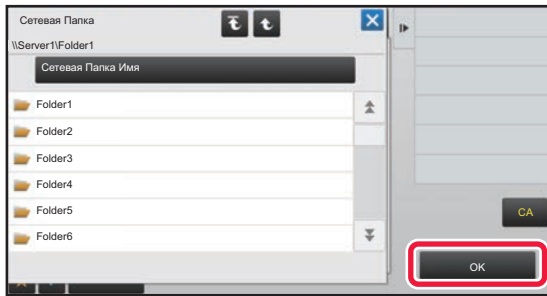 Сетевая Папка
\\Server1\Folder1
Сетевая Папка Имя
Folder1
Folder2
Folder3
Folder4
Folder5
Folder6
CA
OK